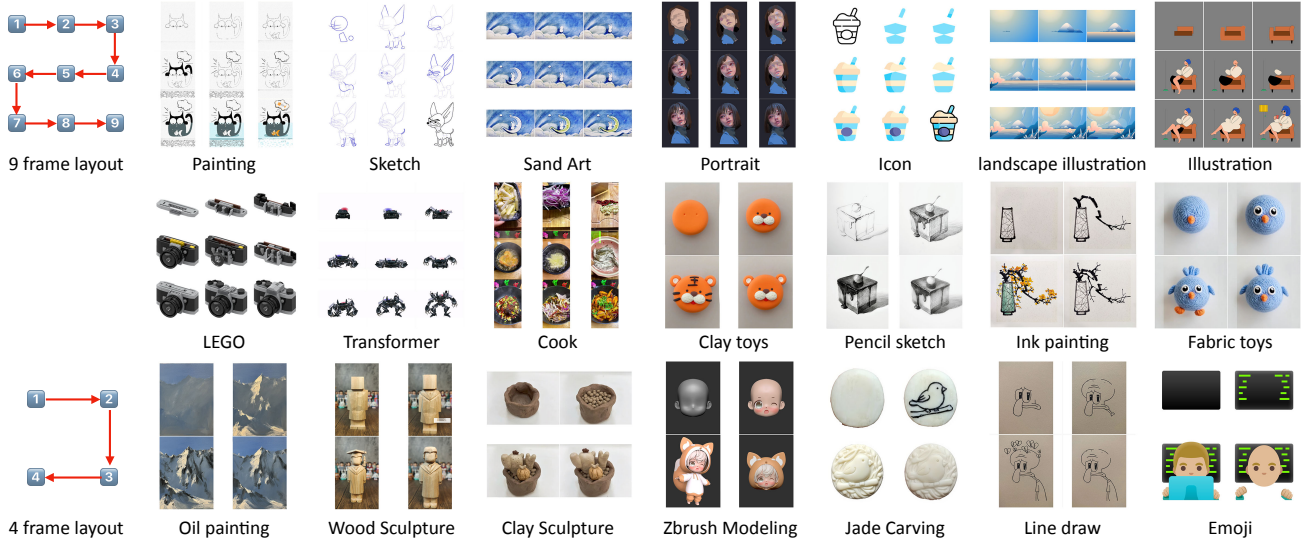 1 2 3
6 5 4
7 8 9
9 frame layout
Painting
Sketch
Sand Art
Portrait
Icon
landscape illustration
Illustration
LEGO
Transformer
Cook
Clay toys
Pencil sketch
Ink painting
Fabric toys
1 2
4 3
4 frame layout
Oil painting
Wood Sculpture
Clay Sculpture
Zbrush Modeling
Jade Carving
Line draw
Emoji